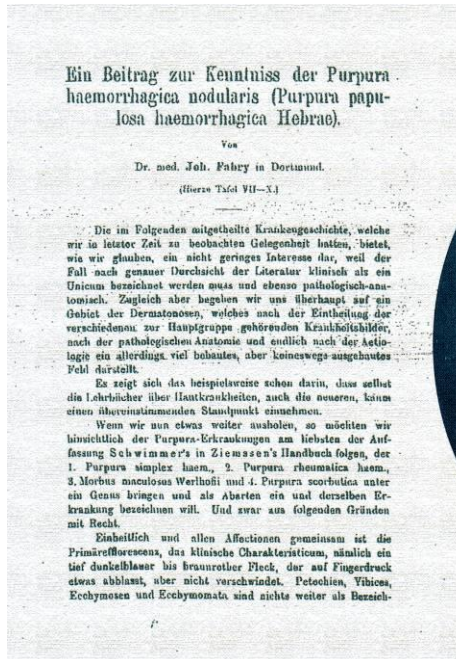 Ein Beitrag zur Kenntniss der Purpura
haemorrhagica nodularis (Purpura papu-
losa haemorrhagica Hebrae).
Von
Dr. med. Joh. Fabry in Dortmund.
(Hierzu Tafel VII—X.)
Die im Folgenden mitgetheilte Krankengeschichte, welche
wir in letzter Zeit zu beobachten Gelegenheit hatten, bietet,
wie wir glauben, ein nicht geringes Interesse dar, weil der
Fall nach genauer Durchsicht der Literatur klinisch als ein
Unicum bezeichnet werden muss und ebenso pathologisch-ana-
tomisch. Zugleich aber begeben wir uns überhaupt auf ein
Gebiet der Dermatonosen, welches nach der Eintheilung der
verschiedenen zur Hauptgruppe gehörenden Krankheitsbilder,
nach der pathologischen Anatomie und endlich nach der Aetio-
logie ein allerdings viel bebautes, aber keineswegs ausgebautes
Feld darstellt.
Es zeigt sich das beispielsweise schon darin, dass selbst
die Lehrbücher über Hautkrankheiten, auch die neueren, kaum
einen übereinstimmenden Standpunkt einnehmen.
Wenn wir nun etwas weiter ausholen, so möchten wir
hinsichtlich der Purpura-Erkrankungen am liebsten der Auf-
fassung Schwimmer's in Ziemssen's Handbuch folgen, der
1. Purpura simplex haem., 2. Purpura rheumatica haem.,
3. Morbus maculosus Werlhofii und 4. Purpura scorbutica unter
ein Genus bringen und als Abarten ein und derselben Er-
krankung bezeichnen will. Und zwar aus folgenden Gründen
mit Recht.
Einheitlich und allen Affectionen gemeinsam ist die
Primärefflorescenz, das klinische Charakteristicum, nämlich ein
tief dunkelblauer bis braunrother Fleck, der auf Fingerdruck
etwas abblasst, aber nicht verschwindet. Petechien, Vibices,
Ecchymosen und Ecchymomata sind nichts weiter als Bezeich-